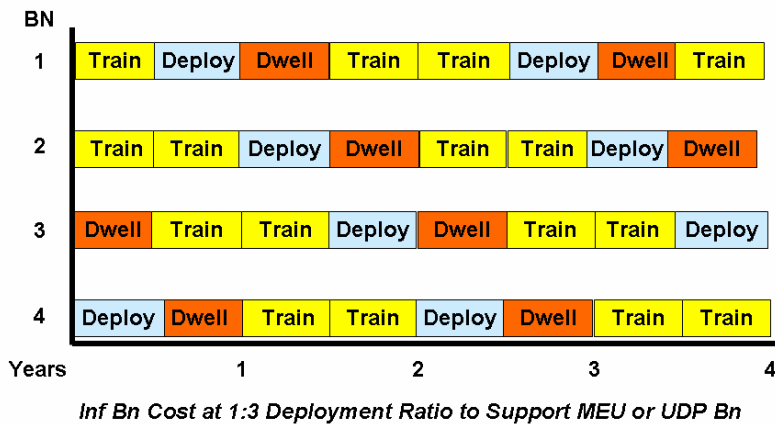 BN
1 Train Deploy Dwell Train Train Deploy Dwell Train
2 Train Train Deploy Dwell Train Train Deploy Dwell
3 Dwell Train Train Deploy Dwell Train Train Deploy
4 Deploy Dwell Train Train Deploy Dwell Train Train
Years 1 2 3 4
Inf Bn Cost at 1:3 Deployment Ratio to Support MEU or UDP Bn